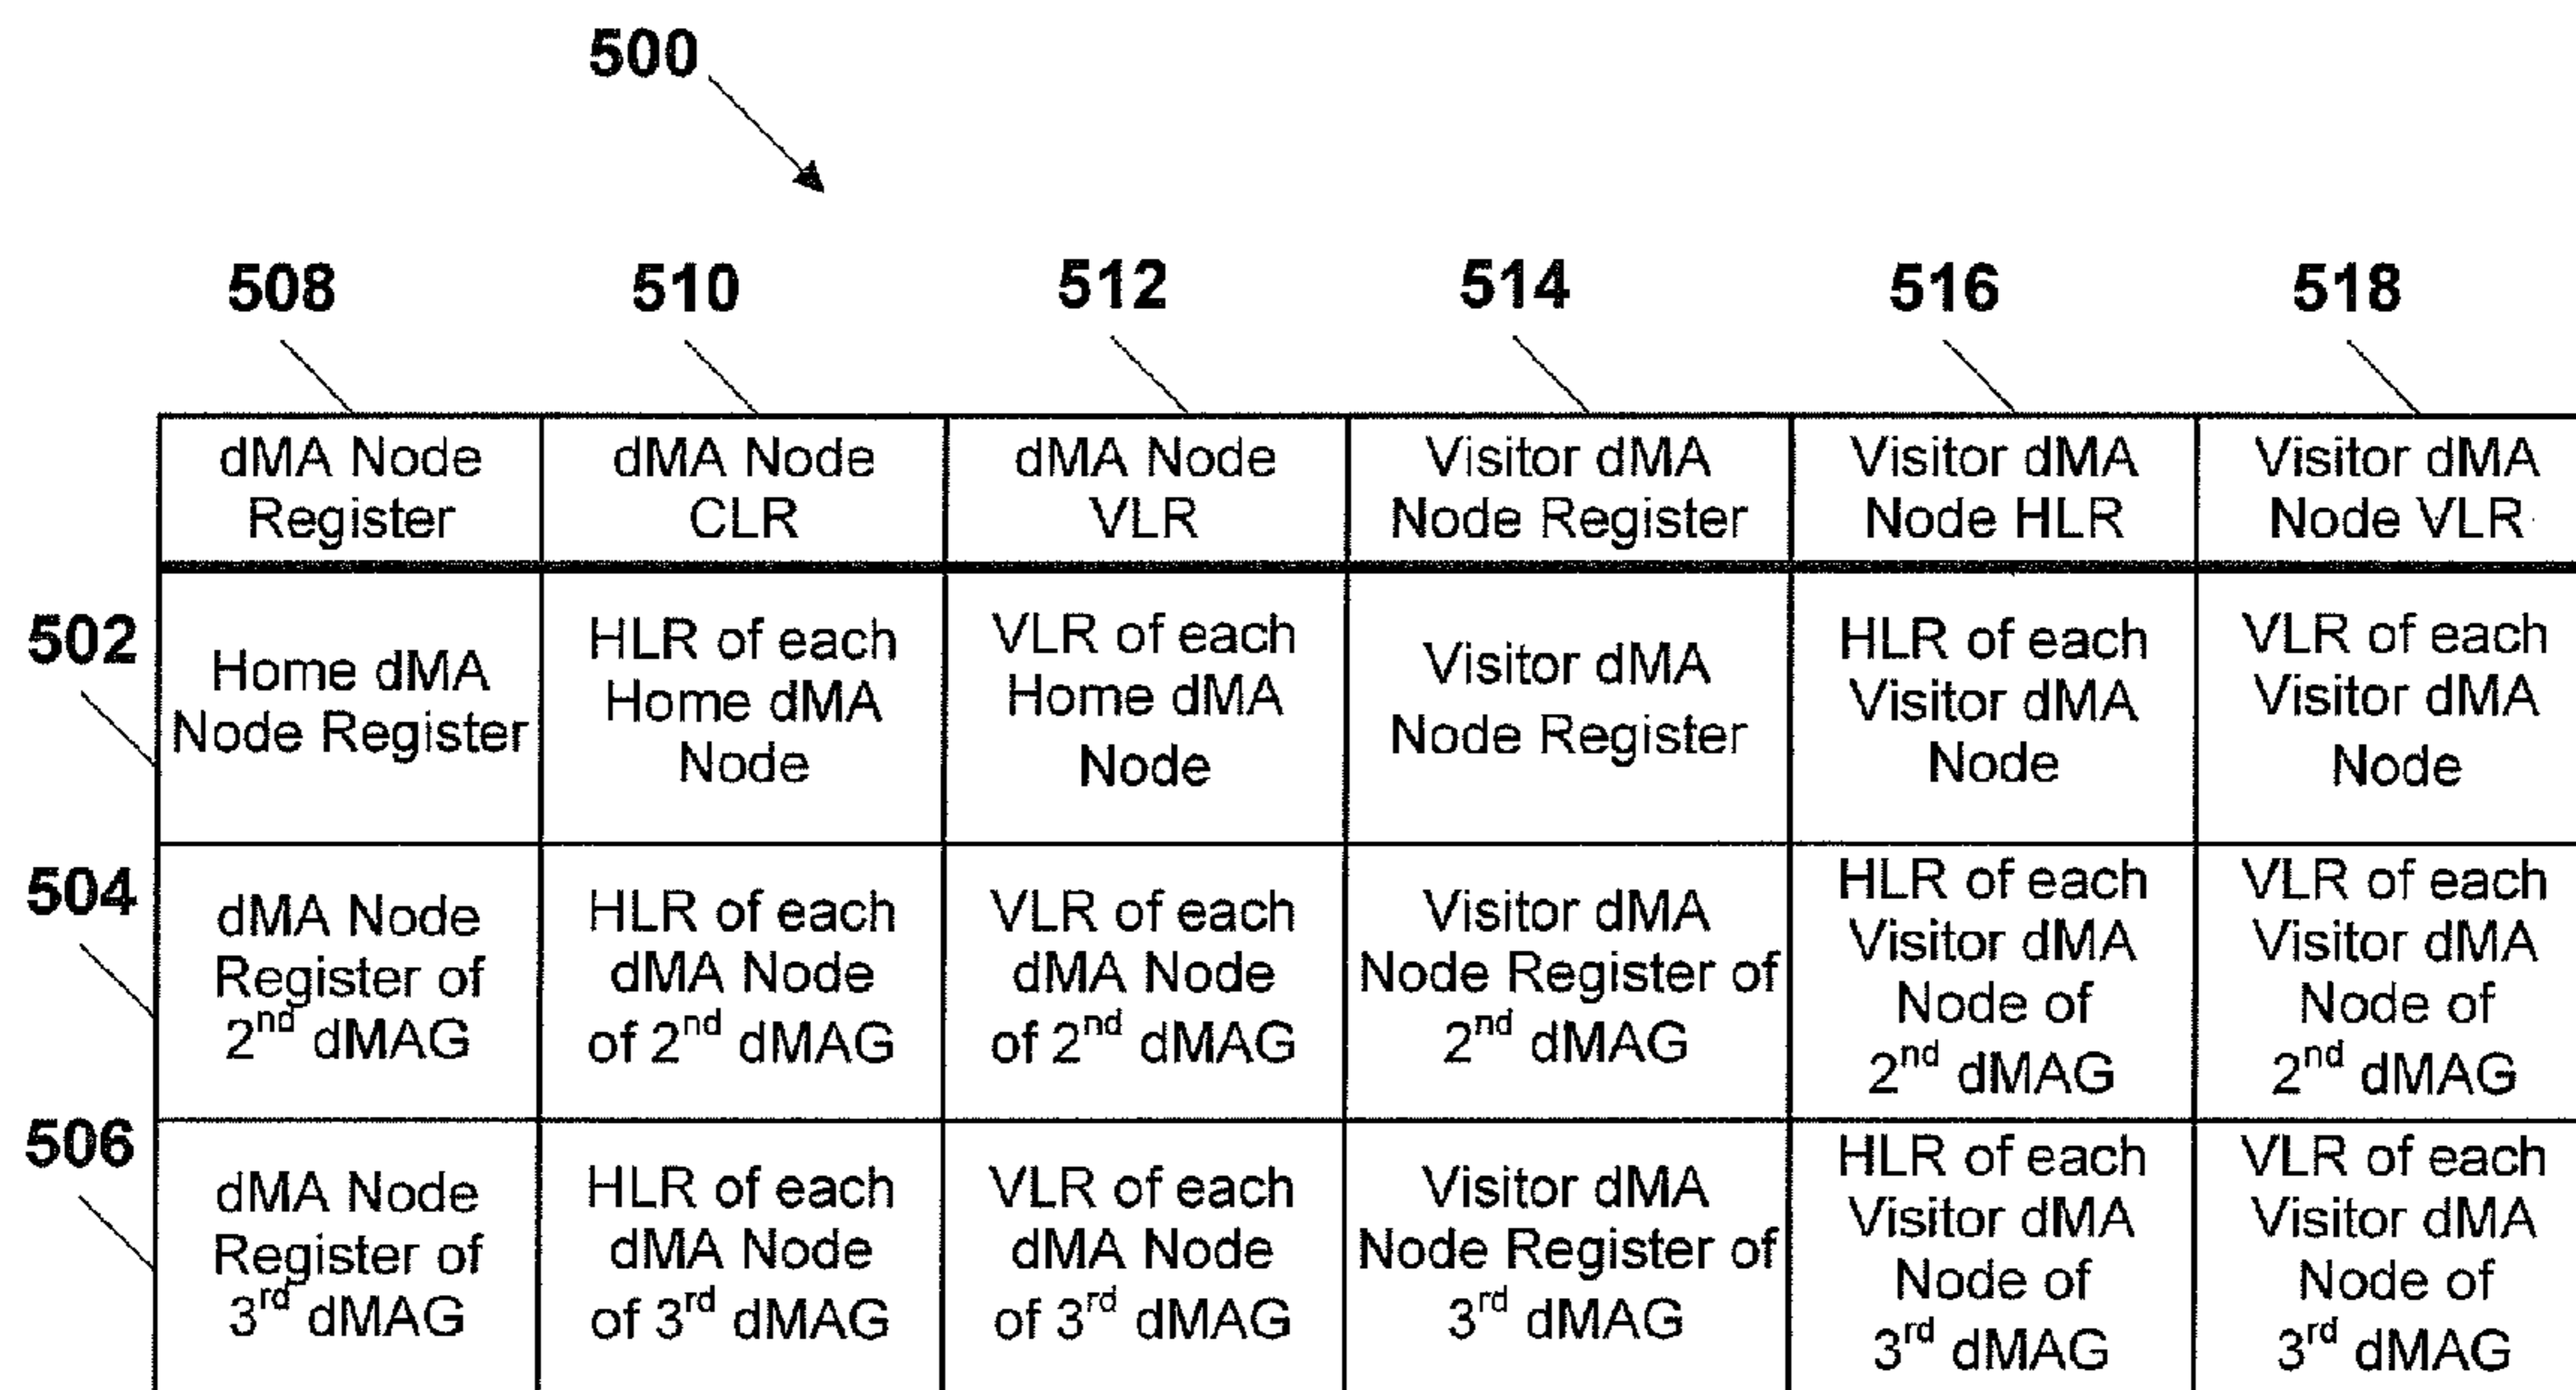 500
508 510 512 514 516 518
dMA Node
Register
dMA Node
CLR
dMA Node
VLR
Visitor dMA
Node Register
Visitor dMA
Node HLR
Visitor dMA
Node VLR
502
Home dMA
Node Register
HLR of each
Home dMA
Node
VLR of each
Home dMA
Node
Visitor dMA
Node Register
HLR of each
Visitor dMA
Node
VLR of each
Visitor dMA
Node
504
dMA Node
Register of
2nd dMAG
HLR of each
dMA Node
of 2nd dMAG
VLR of each
dMA Node
of 2nd dMAG
Visitor dMA
Node Register of
2nd dMAG
HLR of each
Visitor dMA
Node of
2nd dMAG
VLR of each
Visitor dMA
Node of
2nd dMAG
506
dMA Node
Register of
3rd dMAG
HLR of each
dMA Node
of 3rd dMAG
VLR of each
dMA Node
of 3rd dMAG
Visitor dMA
Node Register of
3rd dMAG
HLR of each
Visitor dMA
Node of
3rd dMAG
VLR of each
Visitor dMA
Node of
3rd dMAG